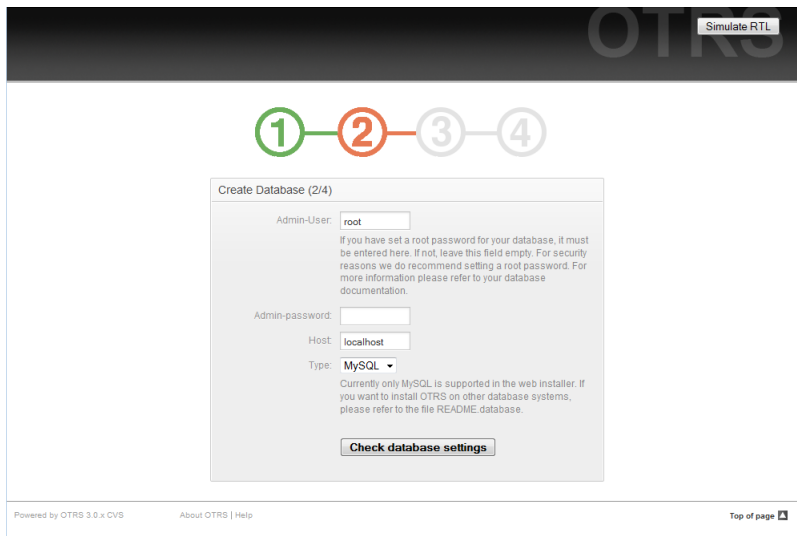 OTRS
Simulate RTL
1 2 3 4
Create Database (2/4)
Admin-User: root
If you have set a root password for your database, it must
be entered here. If not, leave this field empty. For security
reasons we do recommend setting a root password. For
more information please refer to your database
documentation.
Admin-password:
Host: localhost
Type: MySQL
Currently only MySQL is supported in the web installer. If
you want to install OTRS on other database systems,
please refer to the file README.database.
Check database settings
Powered by OTRS 3.0.x CVS About OTRS | Help Top of page